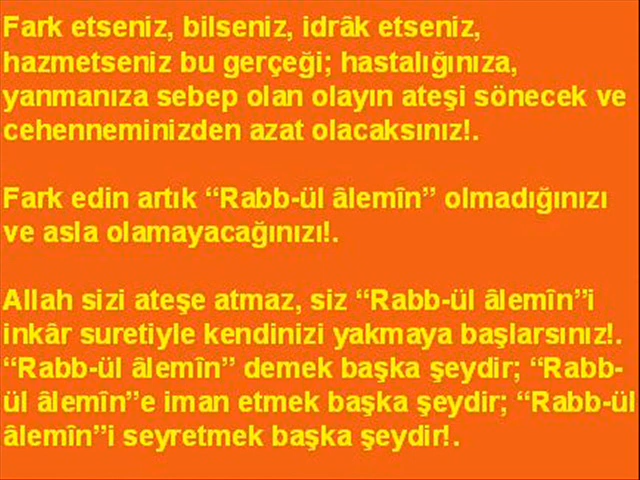 Fark etseniz, bilseniz, idrâk etseniz,
hazmetseniz bu gerçeği; hastalığınıza,
yanmanıza sebep olan olayın ateşi sönecek ve
cehenneminizden azat olacaksınız!.
Fark edin artık “Rabb-ül âlemîn” olmadığınızı
ve asla olamayacağınızı!.
Allah sizi ateşe atmaz, siz “Rabb-ül âlemîn”i
inkâr suretiyle kendinizi yakmaya başlarsınız!.
“Rabb-ül âlemîn” demek başka şeydir; “Rabb-
ül âlemîn”e iman etmek başka şeydir; “Rabb-ül
âlemîn”i seyretmek başka şeydir!.